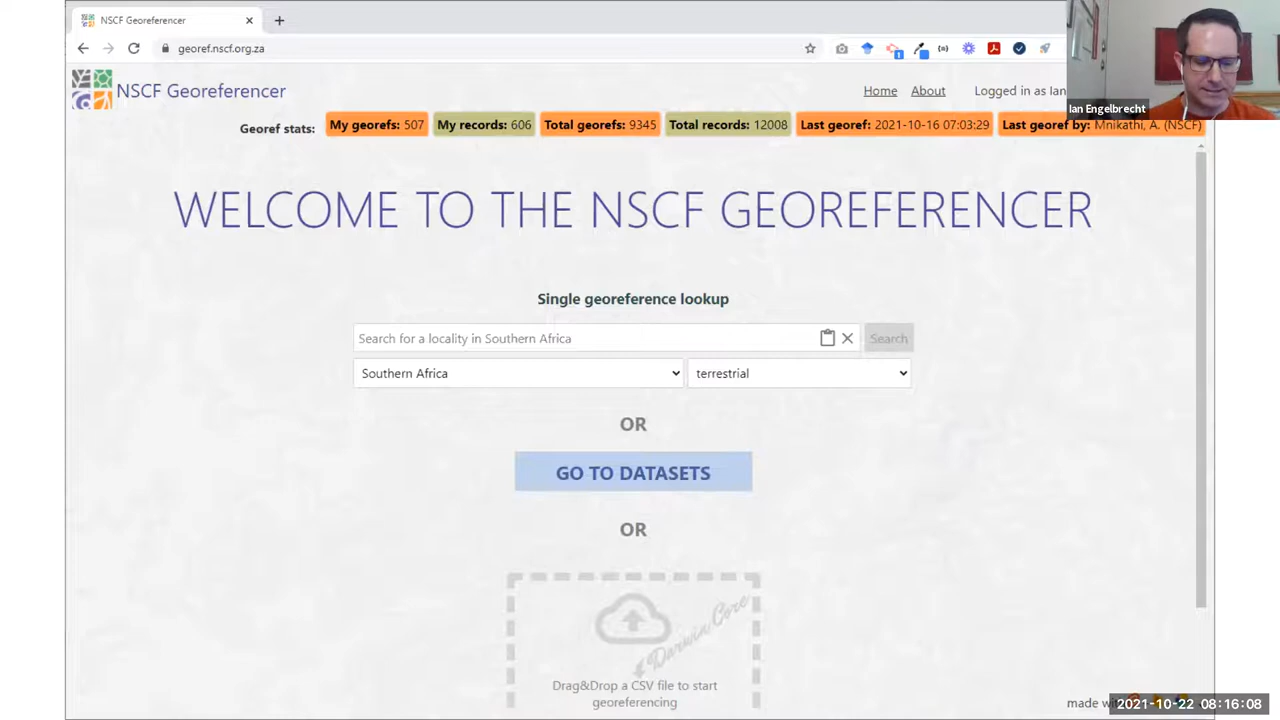 NSCF Georeferencer
georef.nscf.org.za
NSCF Georeferencer
Home About Logged in as Ian
Ian Engelbrecht
Georef stats: My georefs: 507 My records: 606 Total georefs: 9345 Total records: 12008 Last georef: 2021-10-16 07:03:29 Last georef by: Mnikathi, A. (NSCF)
WELCOME TO THE NSCF GEOREFERENCER
Single georeference lookup
Search for a locality in Southern Africa Search
Southern Africa terrestrial
OR
GO TO DATASETS
OR
Darwin Core
Drag&Drop a CSV file to start
georeferencing
made with
2021-10-22 08:16:08